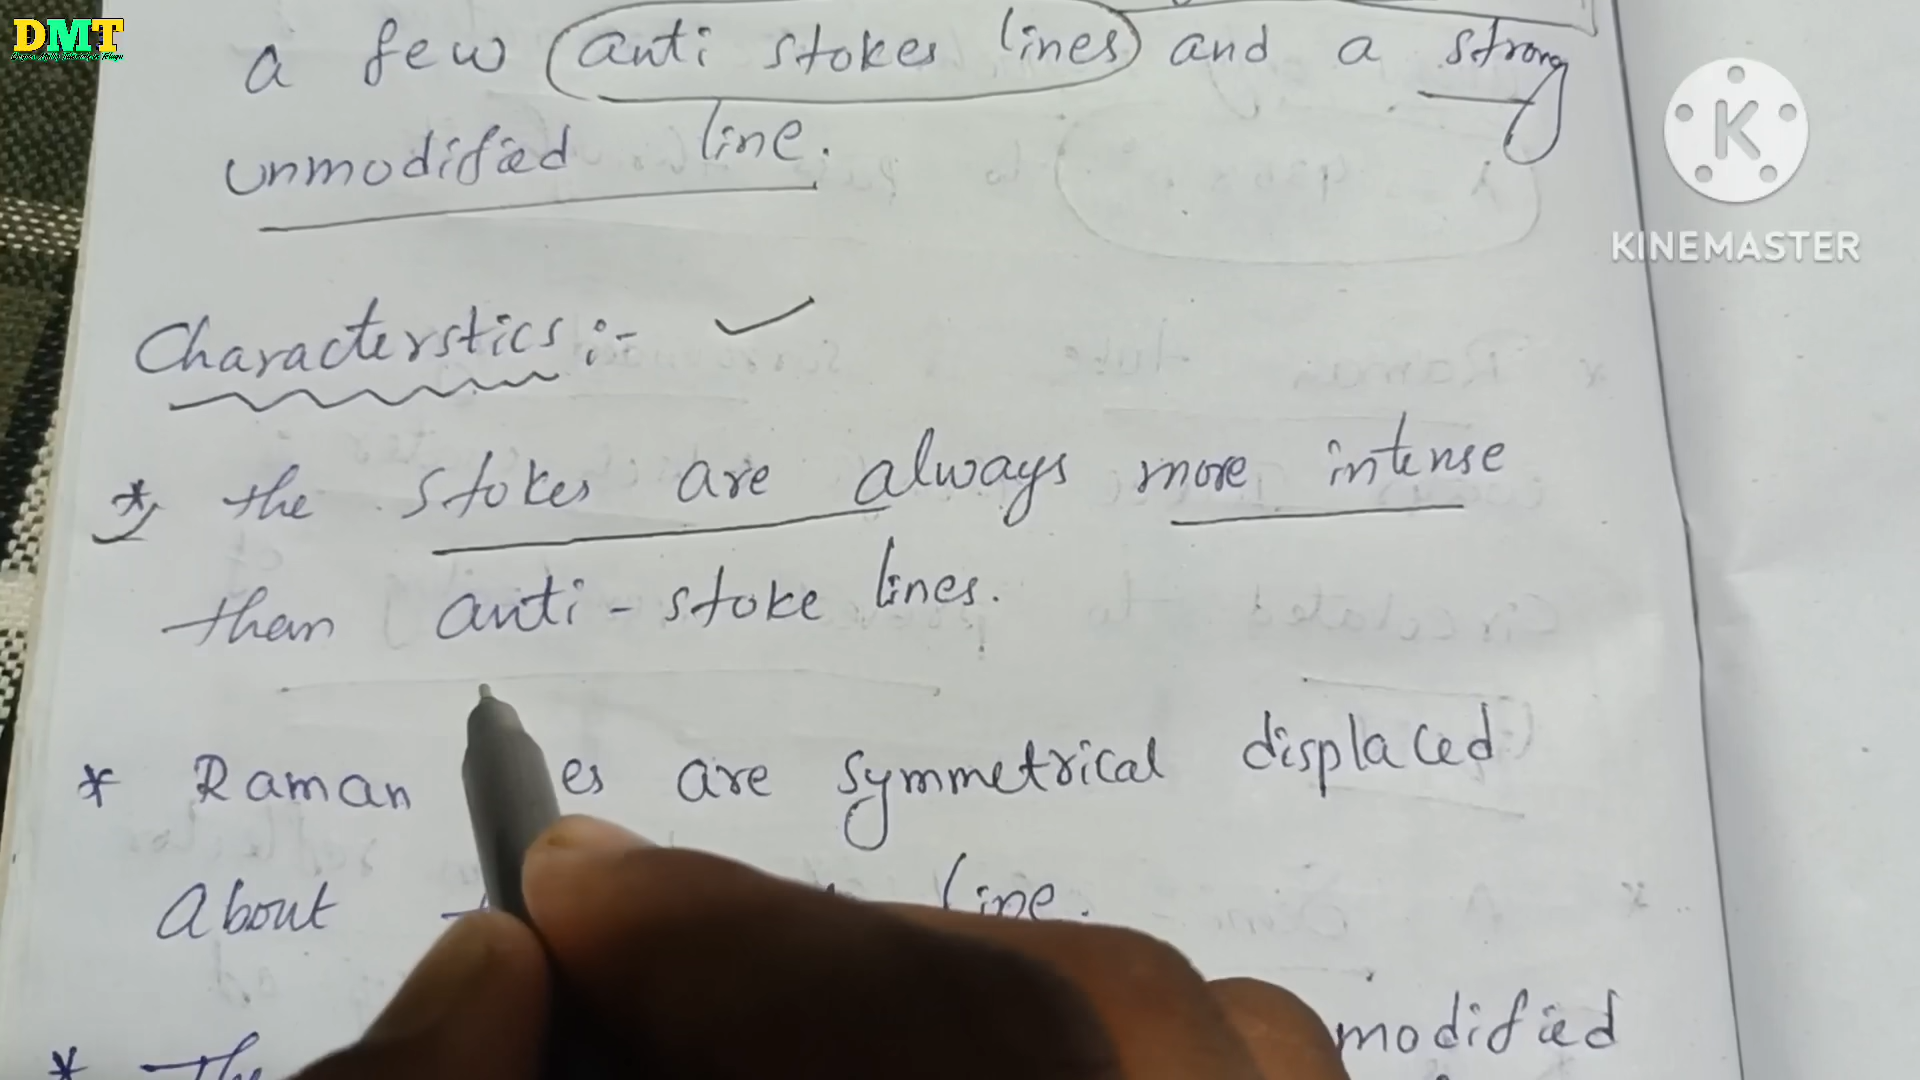 DMT
a few anti stokes lines and a strong
unmodified line.
K
KINEMASTER
Characterstics :-
* the stokes are always more intense
than anti-stoke lines.
* Raman es are symmetrical displaced
About line.
* the modified